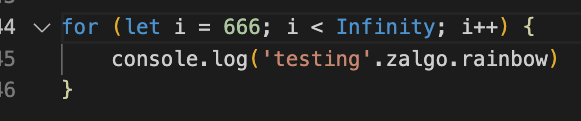 44 for (let i = 666; i < Infinity; i++) {
45 console.log('testing'.zalgo.rainbow)
46 }